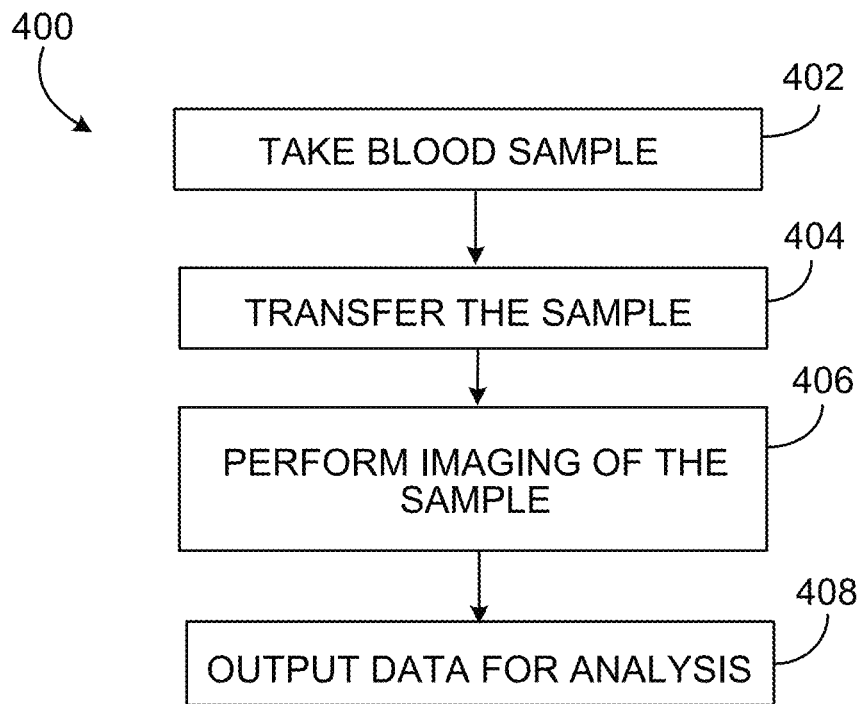 400
402
TAKE BLOOD SAMPLE
404
TRANSFER THE SAMPLE
406
PERFORM IMAGING OF THE
SAMPLE
408
OUTPUT DATA FOR ANALYSIS